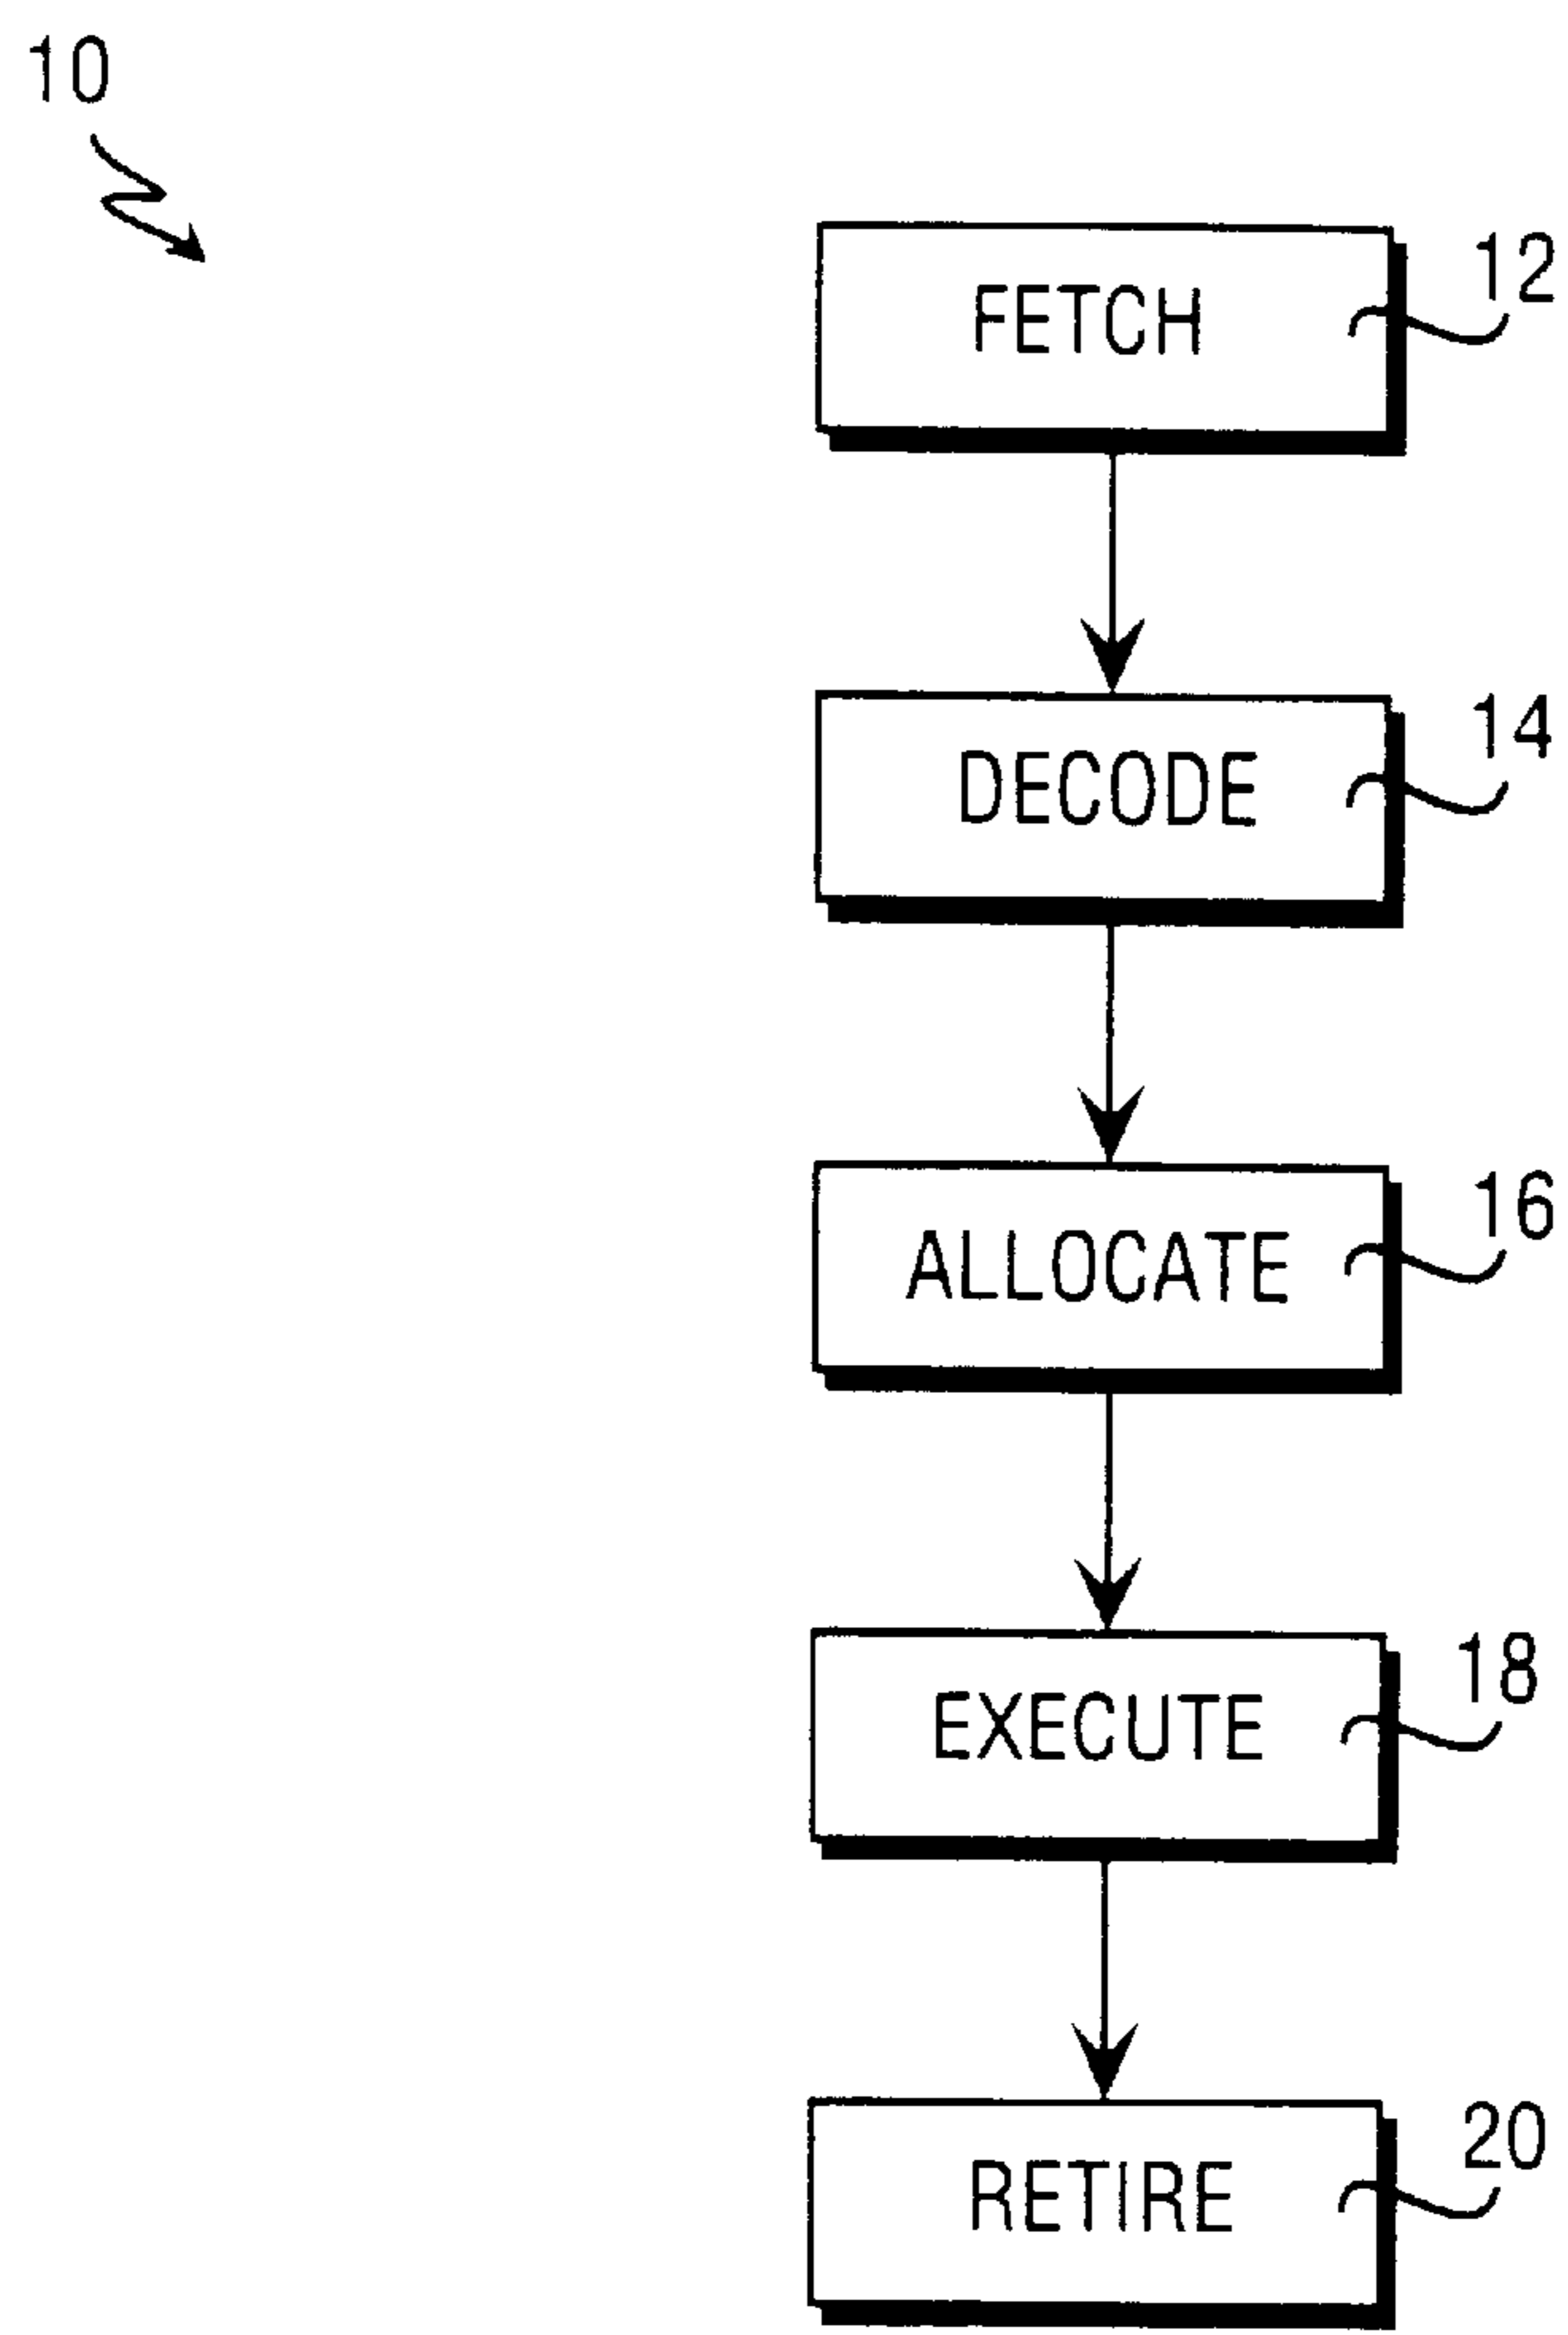 10
FETCH
12
DECODE
14
ALLOCATE
16
EXECUTE
18
RETIRE
20